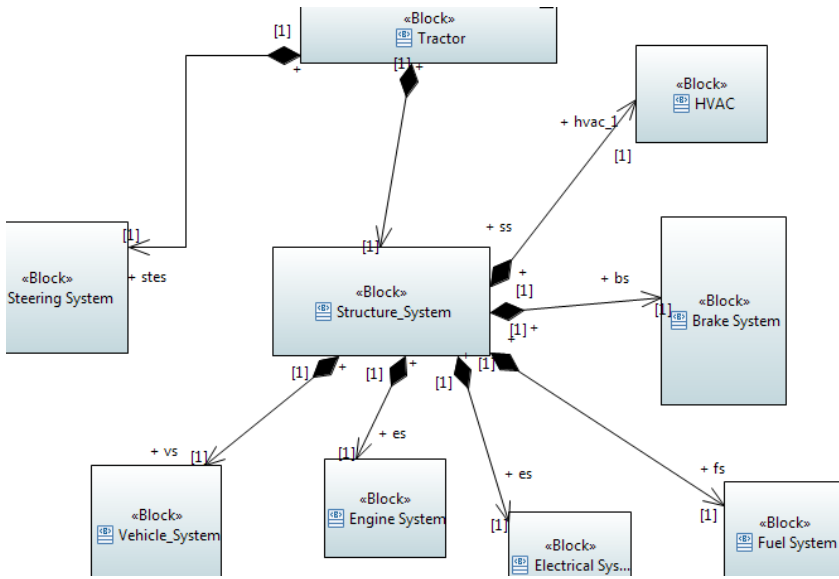 «Block»
Tractor
[1]
+
[1] +
«Block»
HVAC
+ hvac_1
[1]
+ ss
[1]
[1]
+ stes
«Block»
Steering System
+
[1]
«Block»
Structure_System
+ bs
[1]
[1] +
«Block»
Brake System
+
[1]
[1]
+
[1]
+
[1]
+
+ vs
[1]
+ es
[1]
+ es
[1]
+ fs
[1]
«Block»
Vehicle_System
«Block»
Engine System
«Block»
Electrical Sys...
«Block»
Fuel System